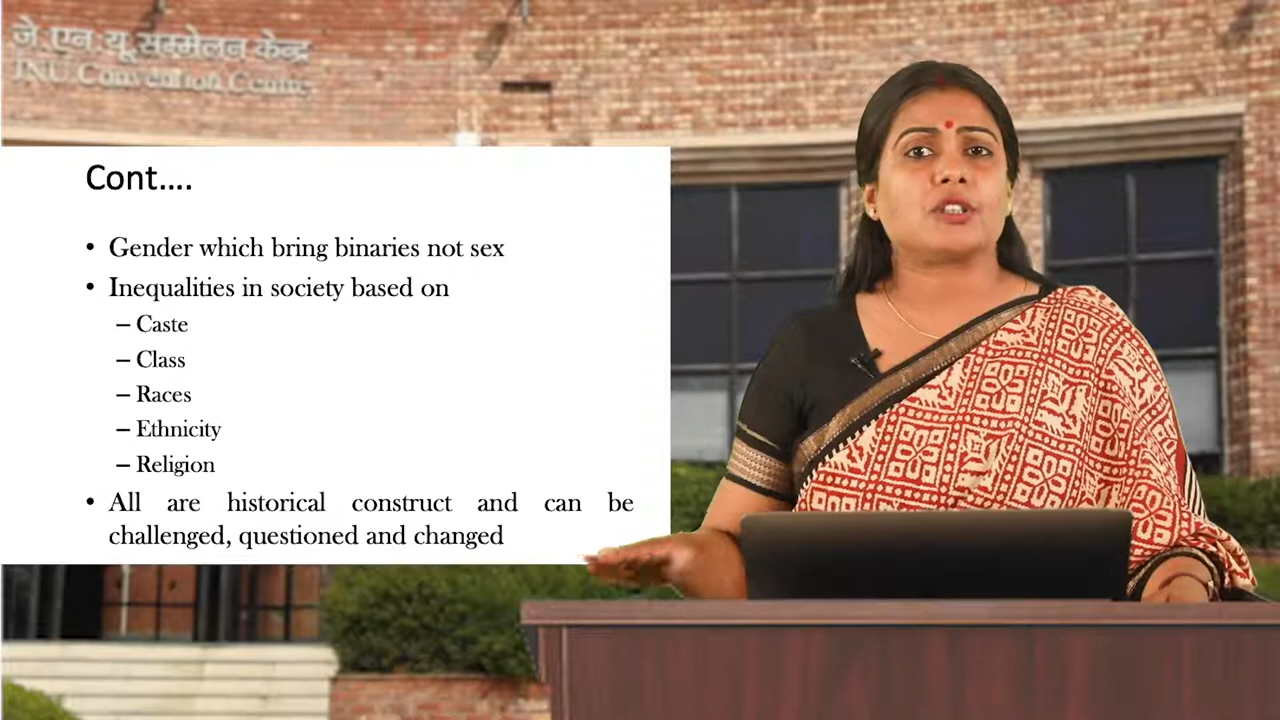 जे.एन.यू.सम्मेलन केन्द्र
JNU Convention Centre
Cont....
• Gender which bring binaries not sex
• Inequalities in society based on
– Caste
– Class
– Races
– Ethnicity
– Religion
• All are historical construct and can be
challenged, questioned and changed